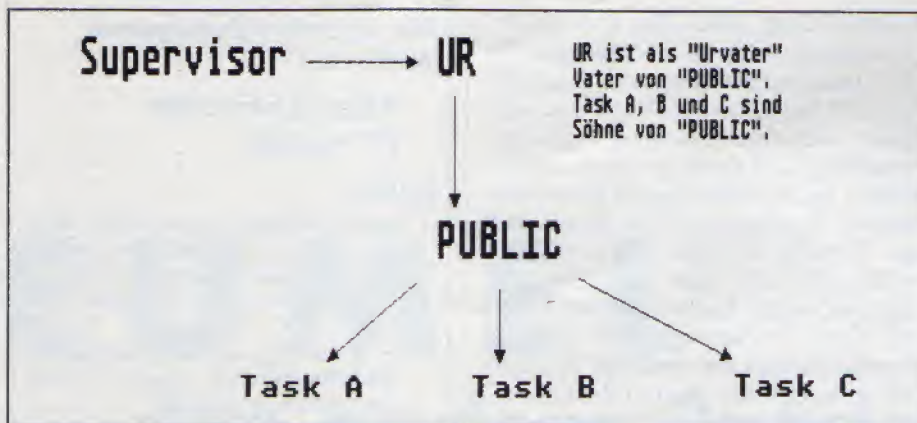 Supervisor UR
UR ist als "Urvater"
Vater von "PUBLIC".
Task A, B und C sind
Söhne von "PUBLIC".
PUBLIC
Task A Task B Task C